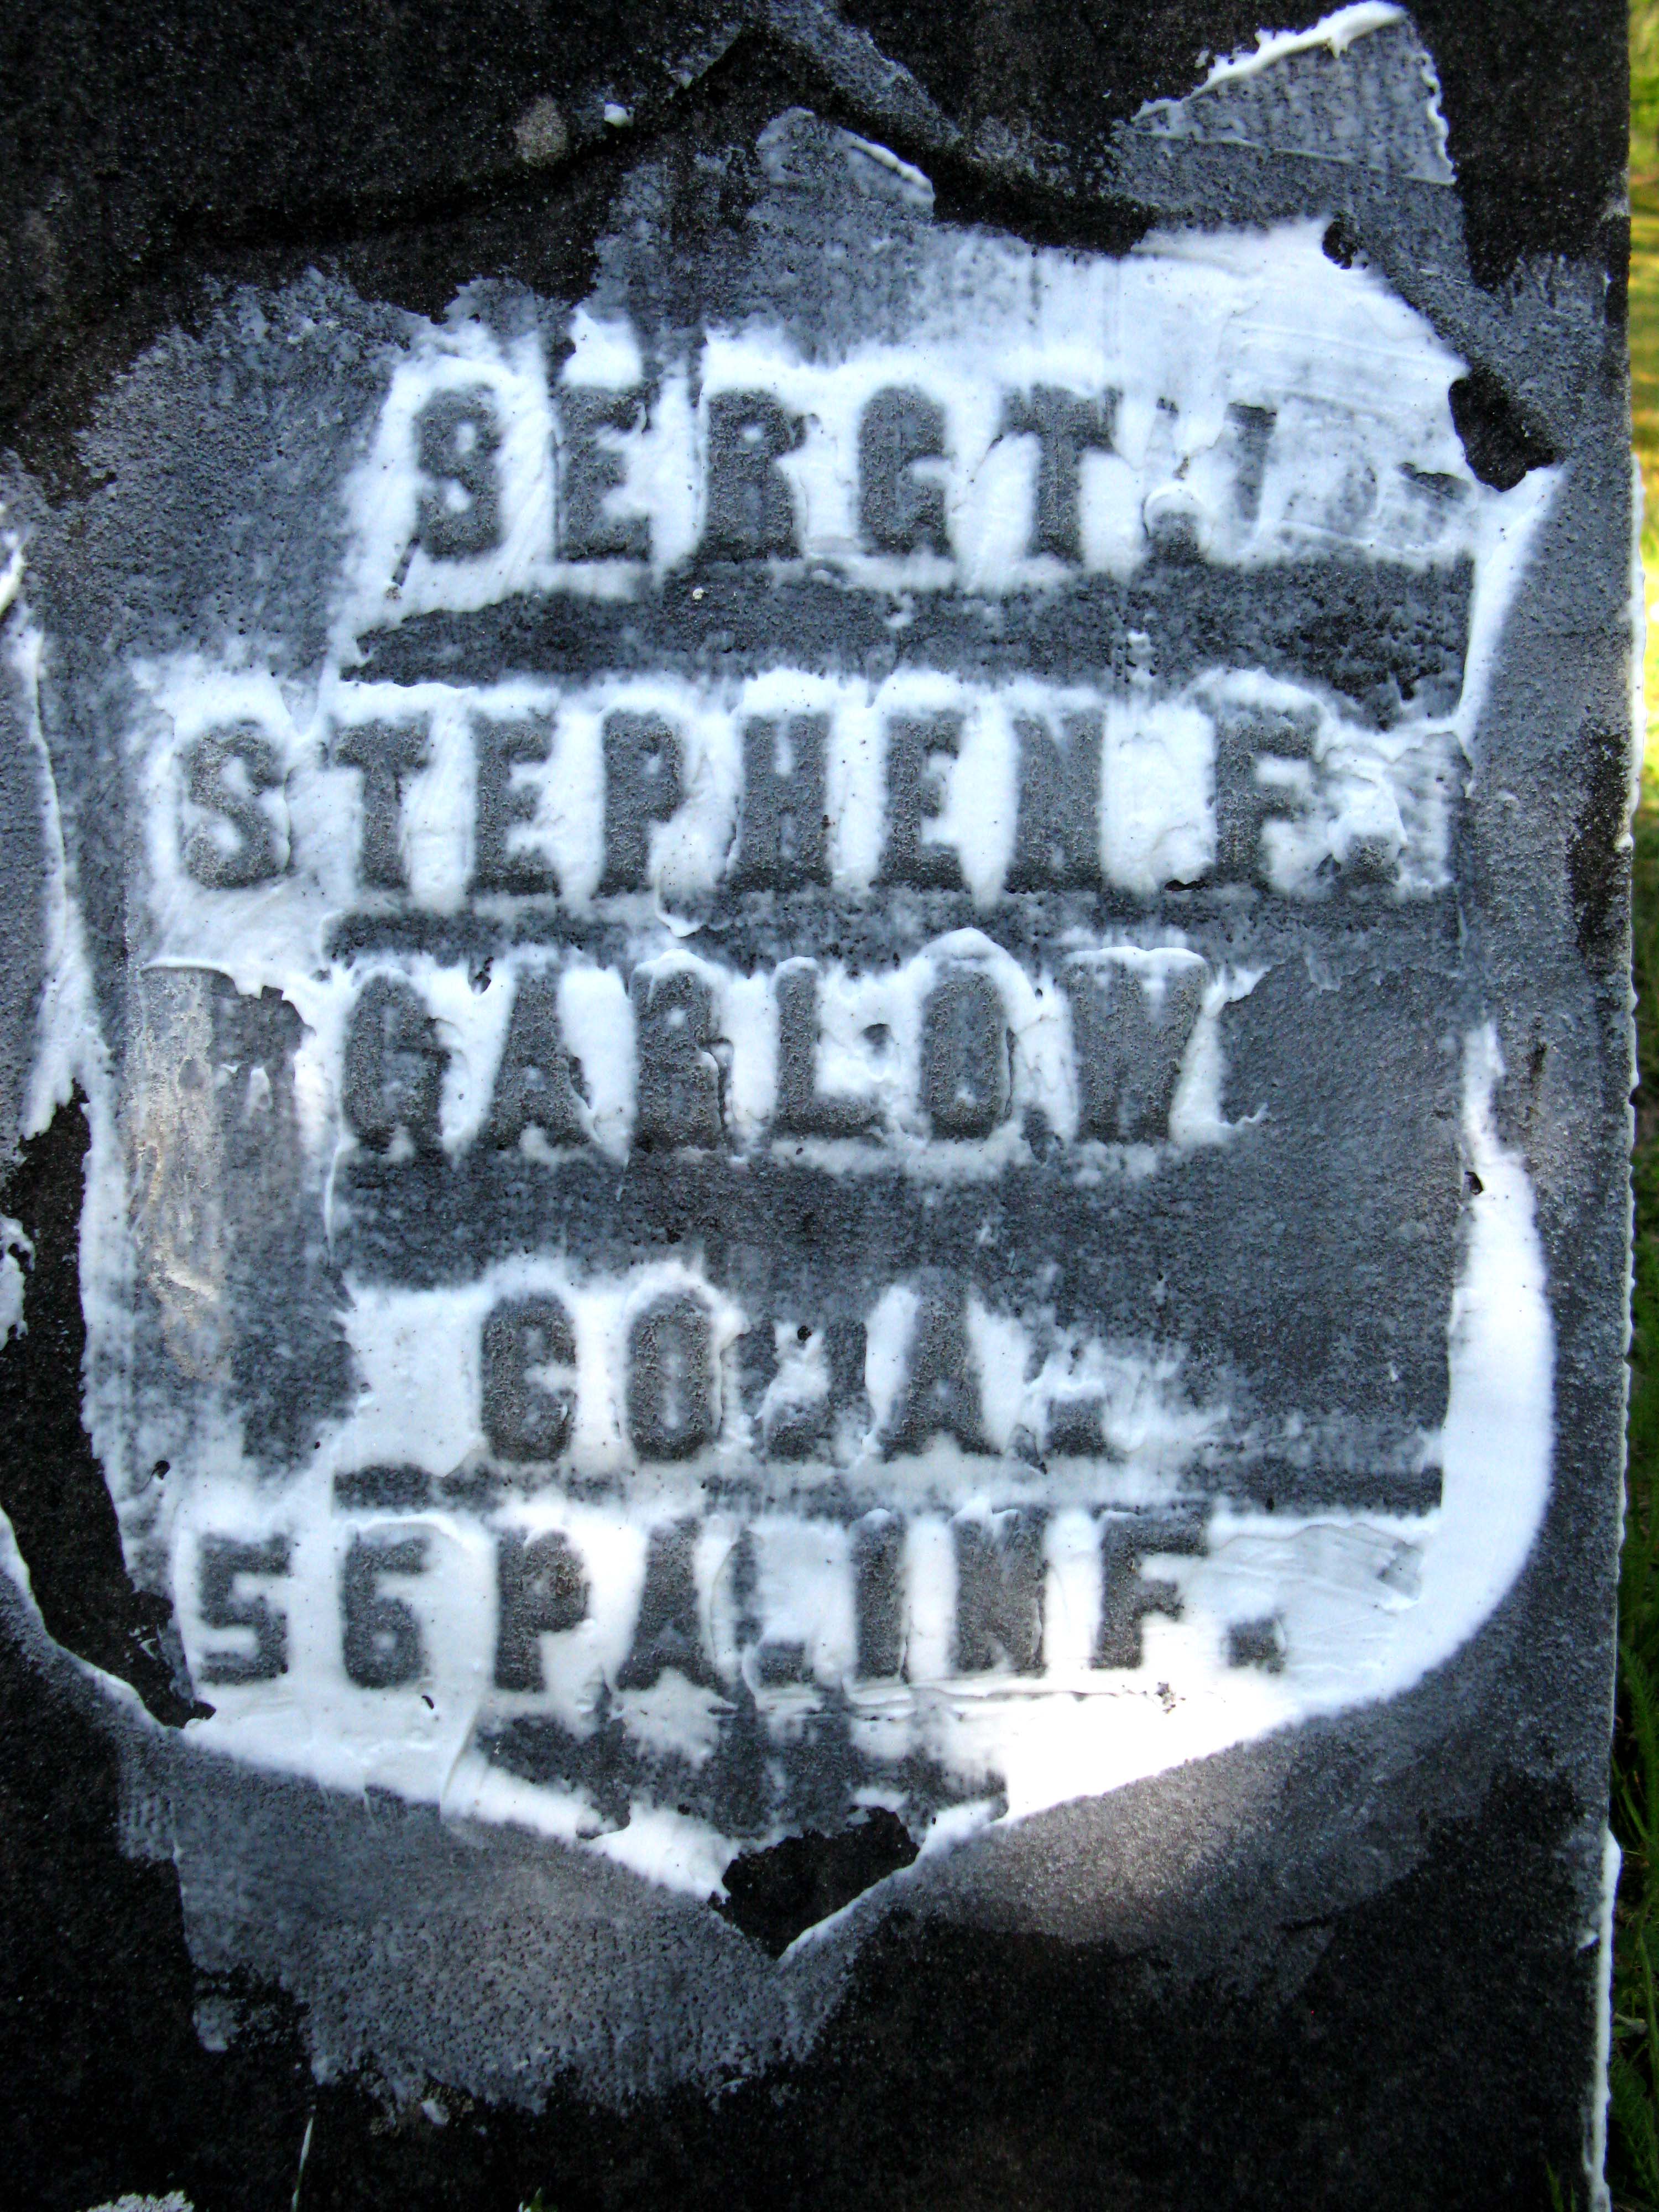 SERGT.
STEPHEN F.
GARLOW
CO. A.
56 PA. INF.